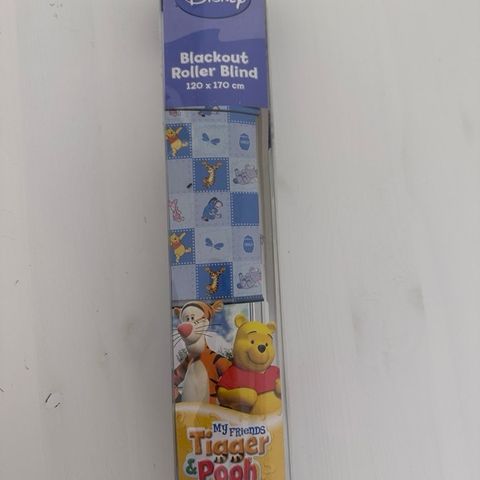 Disney
Blackout
Roller Blind
120 x 170 cm
My Friends
Tigger
& Pooh